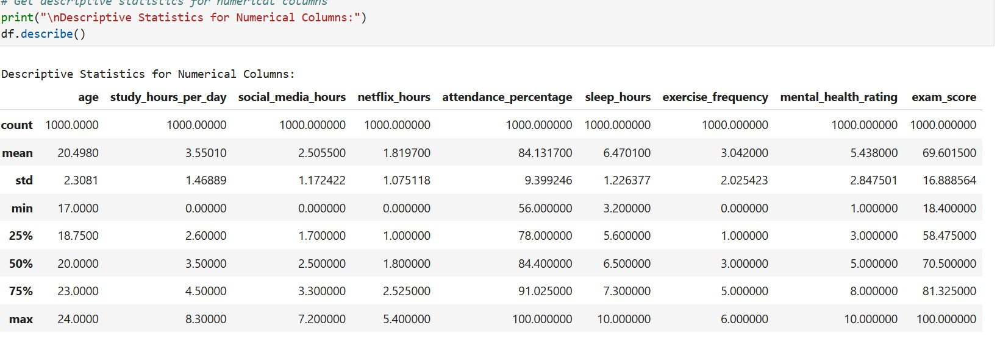 # Get descriptive statistics for numerical columns
print("\nDescriptive Statistics for Numerical Columns:")
df.describe()
Descriptive Statistics for Numerical Columns:
age study_hours_per_day social_media_hours netflix_hours attendance_percentage sleep_hours exercise_frequency mental_health_rating exam_score
count 1000.0000 1000.00000 1000.000000 1000.000000 1000.000000 1000.000000 1000.000000 1000.000000 1000.000000
mean 20.4980 3.55010 2.505500 1.819700 84.131700 6.470100 3.042000 5.438000 69.601500
std 2.3081 1.46889 1.172422 1.075118 9.399246 1.226377 2.025423 2.847501 16.888564
min 17.0000 0.00000 0.000000 0.000000 56.000000 3.200000 0.000000 1.000000 18.400000
25% 18.7500 2.60000 1.700000 1.000000 78.000000 5.600000 1.000000 3.000000 58.475000
50% 20.0000 3.50000 2.500000 1.800000 84.400000 6.500000 3.000000 5.000000 70.500000
75% 23.0000 4.50000 3.300000 2.525000 91.025000 7.300000 5.000000 8.000000 81.325000
max 24.0000 8.30000 7.200000 5.400000 100.000000 10.000000 6.000000 10.000000 100.000000